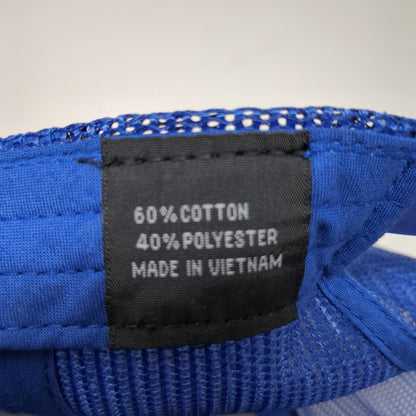 60% COTTON
40% POLYESTER
MADE IN VIETNAM